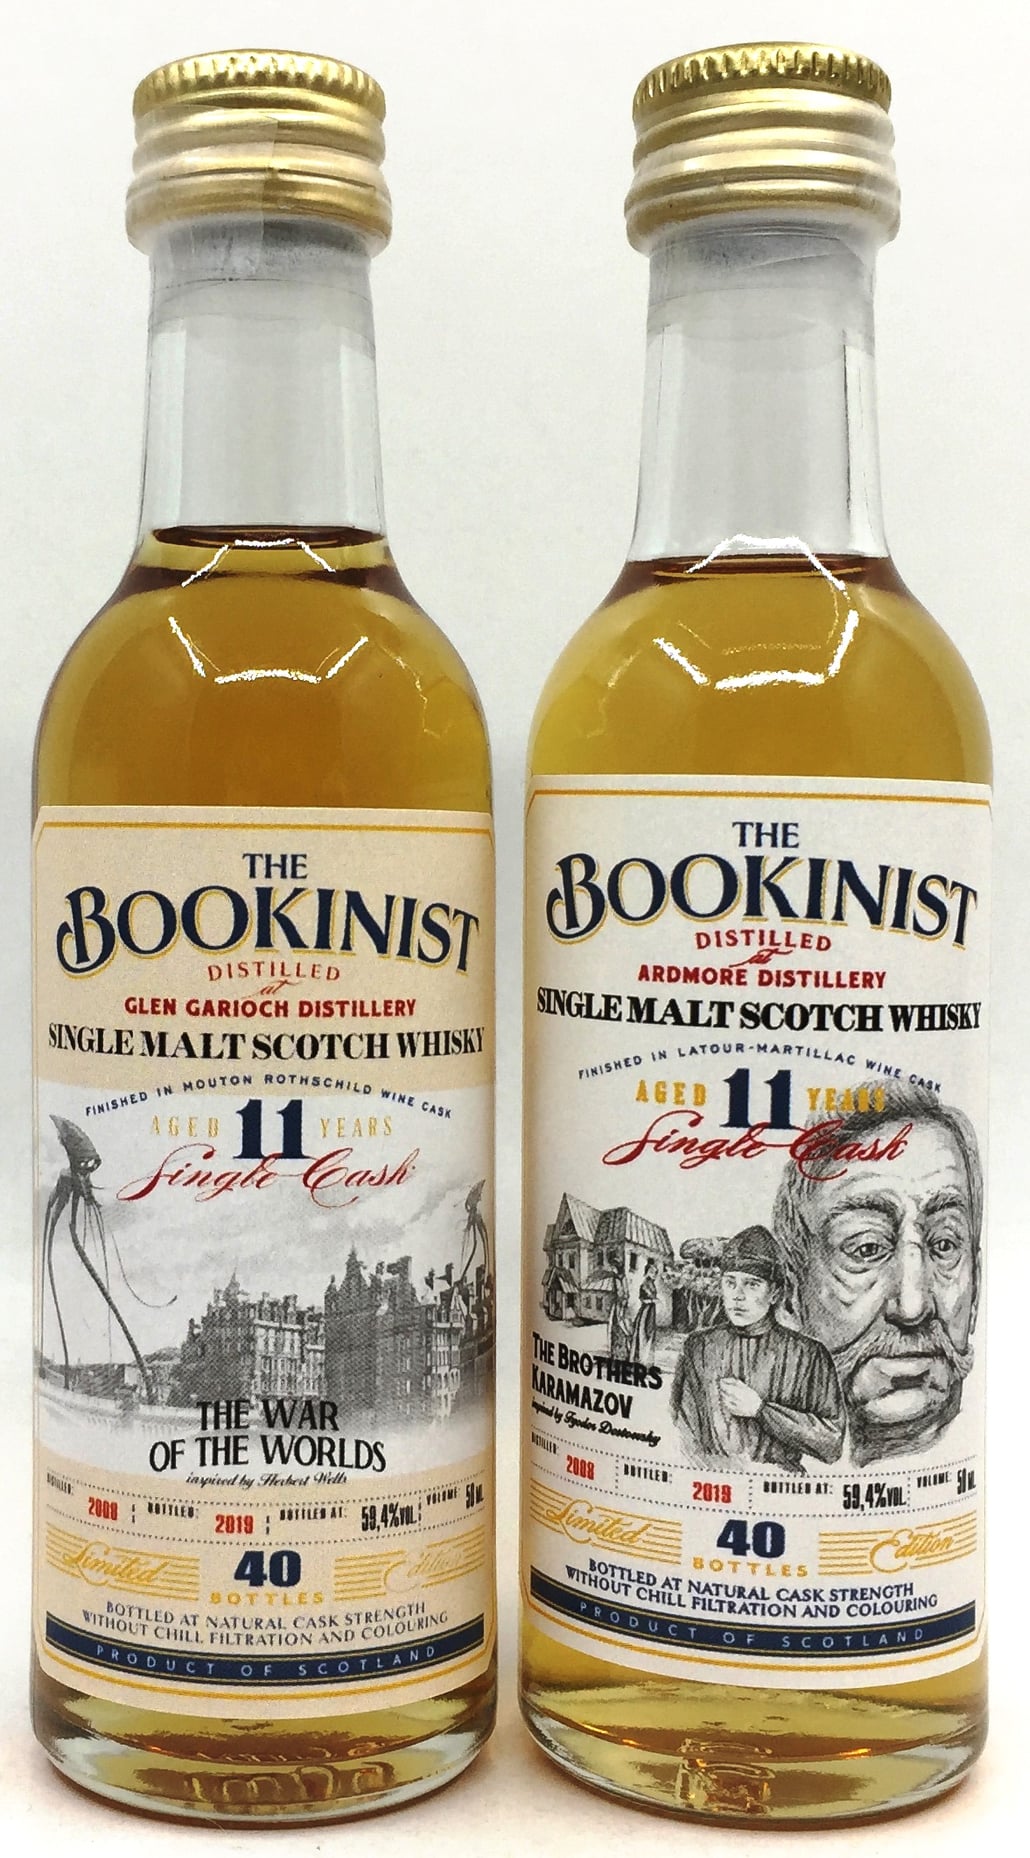 THE
BOOKINIST
DISTILLED
at
GLEN GARIOCH DISTILLERY
SINGLE MALT SCOTCH WHISKY
FINISHED IN MOUTON ROTHSCHILD WINE CASK
AGED 11 YEARS
Single Cask
THE WAR
OF THE WORLDS
inspired by Herbert Wells
DISTILLED: 2008 BOTTLED: 2019 BOTTLED AT: 59,4%VOL. VOLUME: 50 ML
Limited 40 Edition
BOTTLES
BOTTLED AT NATURAL CASK STRENGTH
WITHOUT CHILL FILTRATION AND COLOURING
PRODUCT OF SCOTLAND
THE
BOOKINIST
DISTILLED
at
ARDMORE DISTILLERY
SINGLE MALT SCOTCH WHISKY
FINISHED IN LATOUR-MARTILLAC WINE CASK
AGED 11 YEARS
Single Cask
THE BROTHERS
KARAMAZOV
inspired by Fyodor Dostoevsky
DISTILLED: 2008 BOTTLED: 2019 BOTTLED AT: 59,4%VOL. VOLUME: 50 ML
Limited 40 Edition
BOTTLES
BOTTLED AT NATURAL CASK STRENGTH
WITHOUT CHILL FILTRATION AND COLOURING
PRODUCT OF SCOTLAND